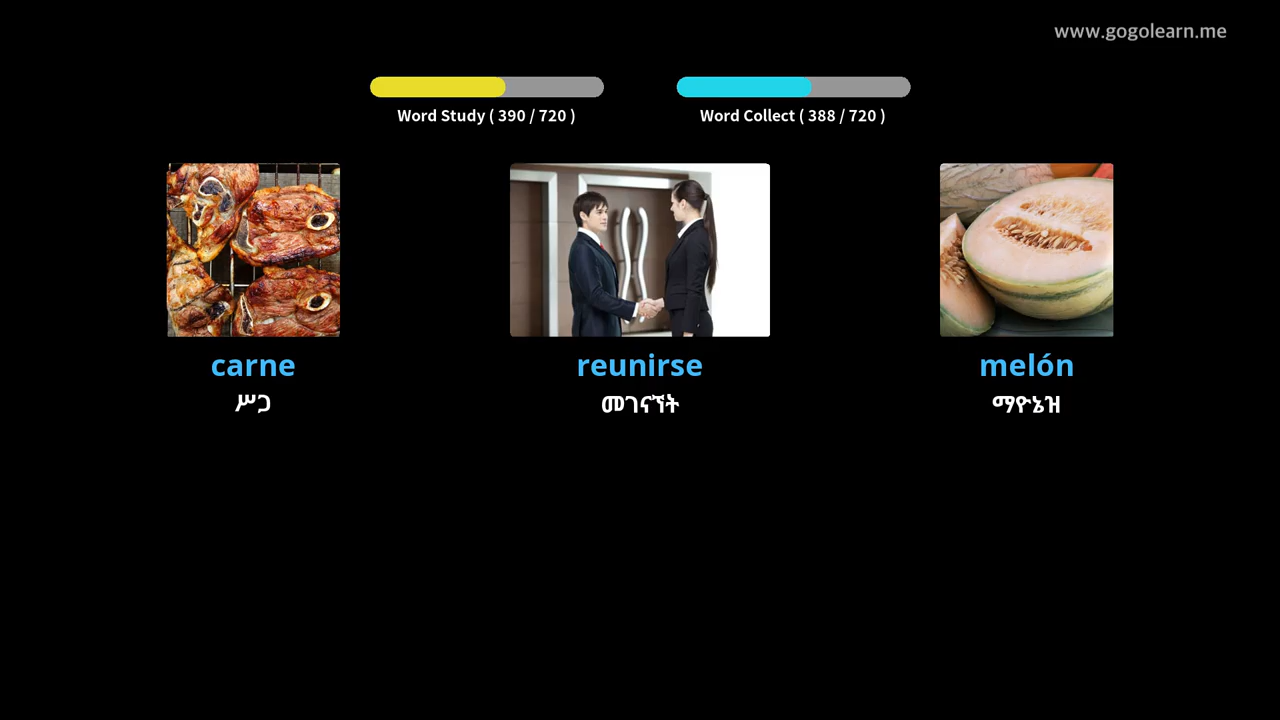 www.gogolearn.me
Word Study ( 390 / 720 )
Word Collect ( 388 / 720 )
carne
reunirse
melón
ሥጋ
መገናኘት
ማዮኔዝ